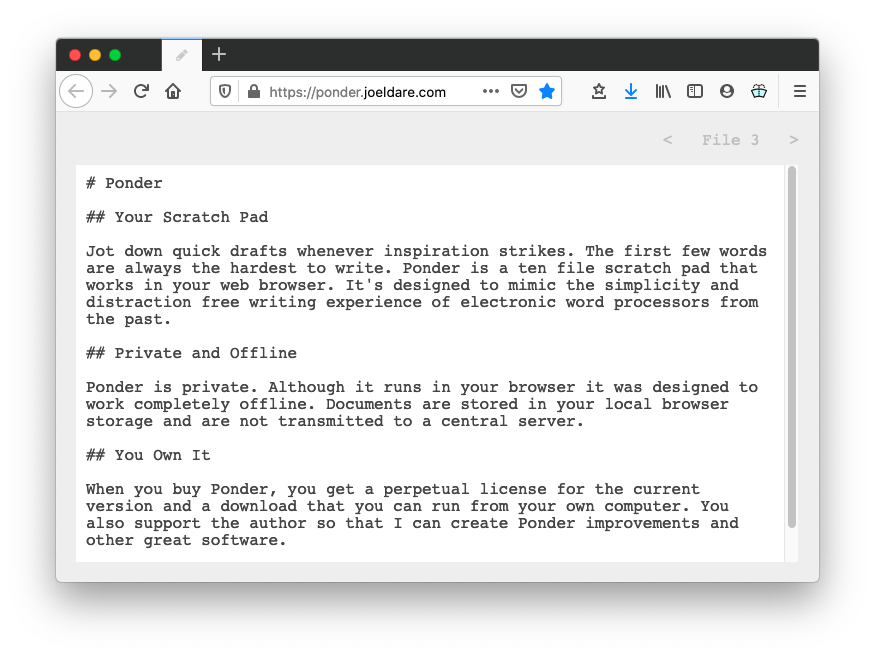 https://ponder.joeldare.com
< File 3 >
# Ponder
## Your Scratch Pad
Jot down quick drafts whenever inspiration strikes. The first few words
are always the hardest to write. Ponder is a ten file scratch pad that
works in your web browser. It's designed to mimic the simplicity and
distraction free writing experience of electronic word processors from
the past.
## Private and Offline
Ponder is private. Although it runs in your browser it was designed to
work completely offline. Documents are stored in your local browser
storage and are not transmitted to a central server.
## You Own It
When you buy Ponder, you get a perpetual license for the current
version and a download that you can run from your own computer. You
also support the author so that I can create Ponder improvements and
other great software.